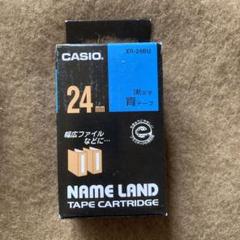 CASIO
XR-24BU
24mm
黒文字
青テープ
幅広ファイル
などに…
NAME LAND
TAPE CARTRIDGE